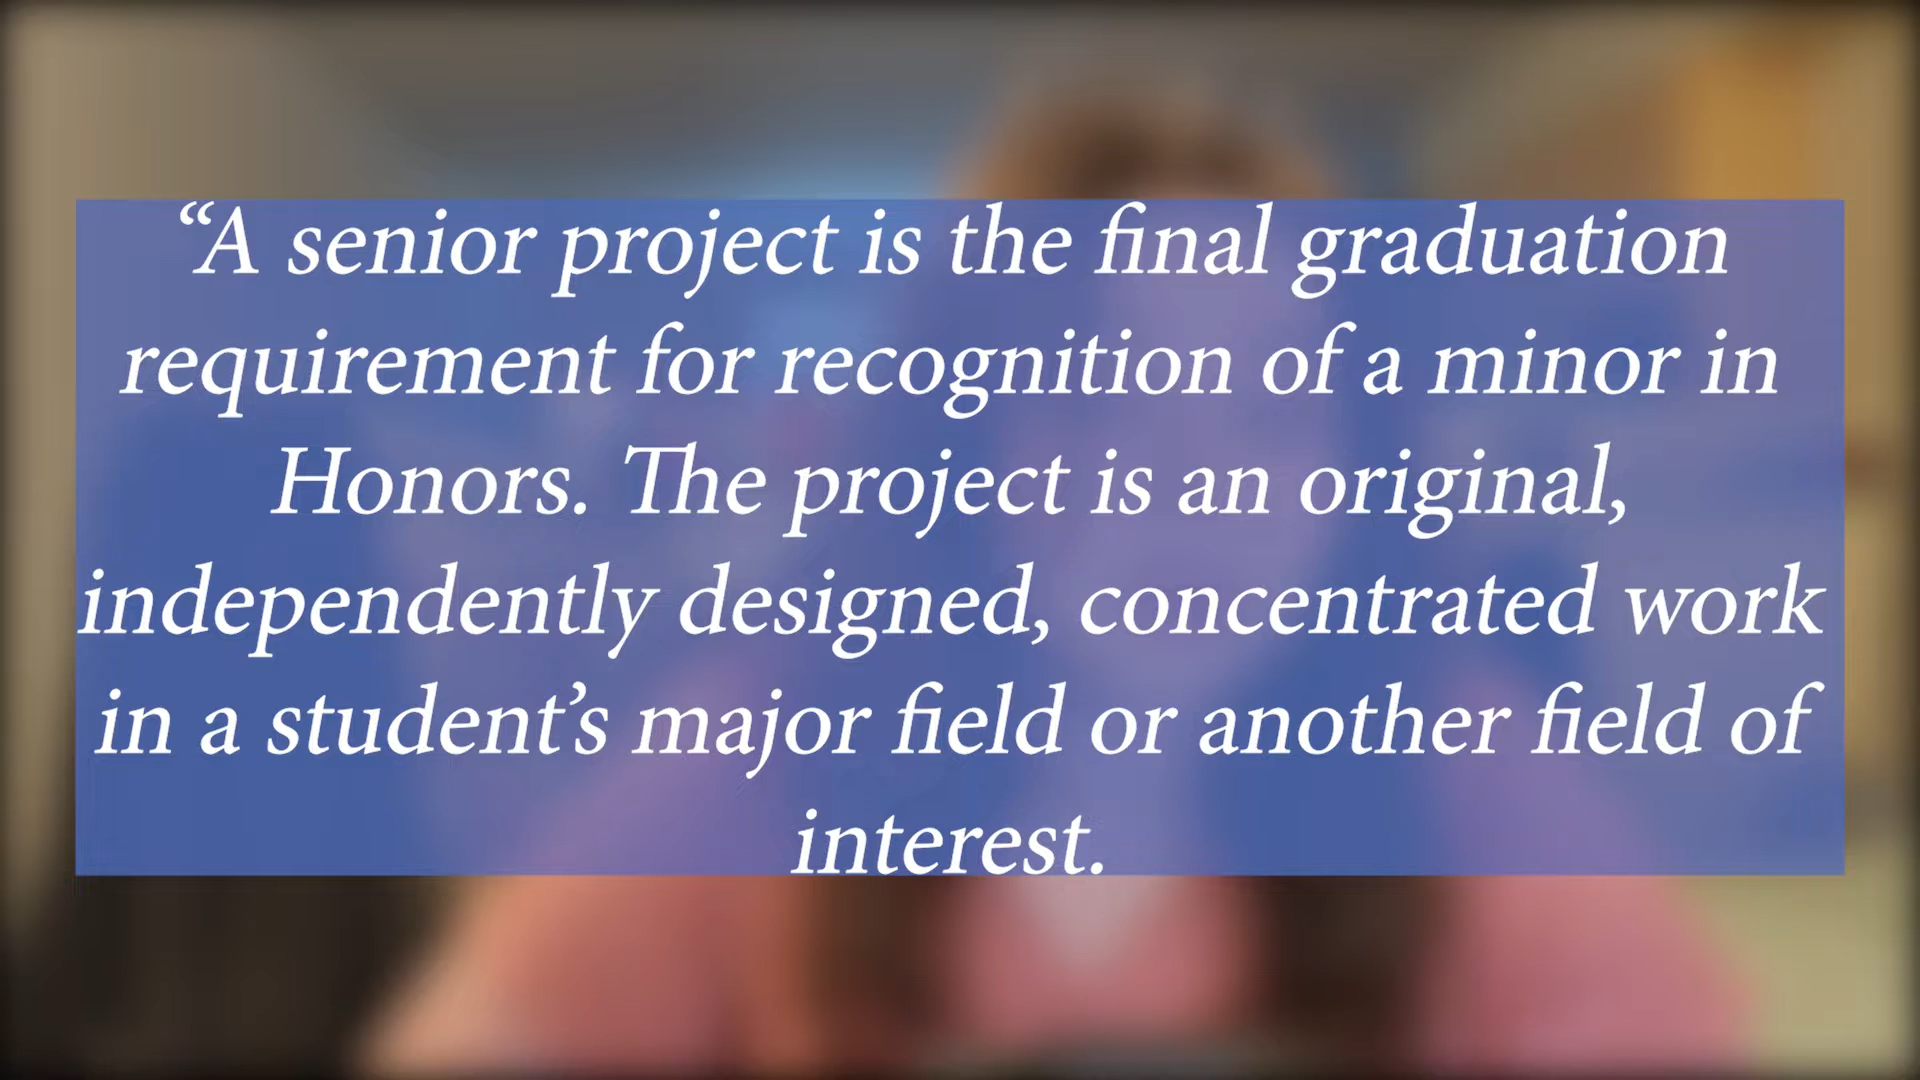 “A senior project is the final graduation
requirement for recognition of a minor in
Honors. The project is an original,
independently designed, concentrated work
in a student’s major field or another field of
interest.